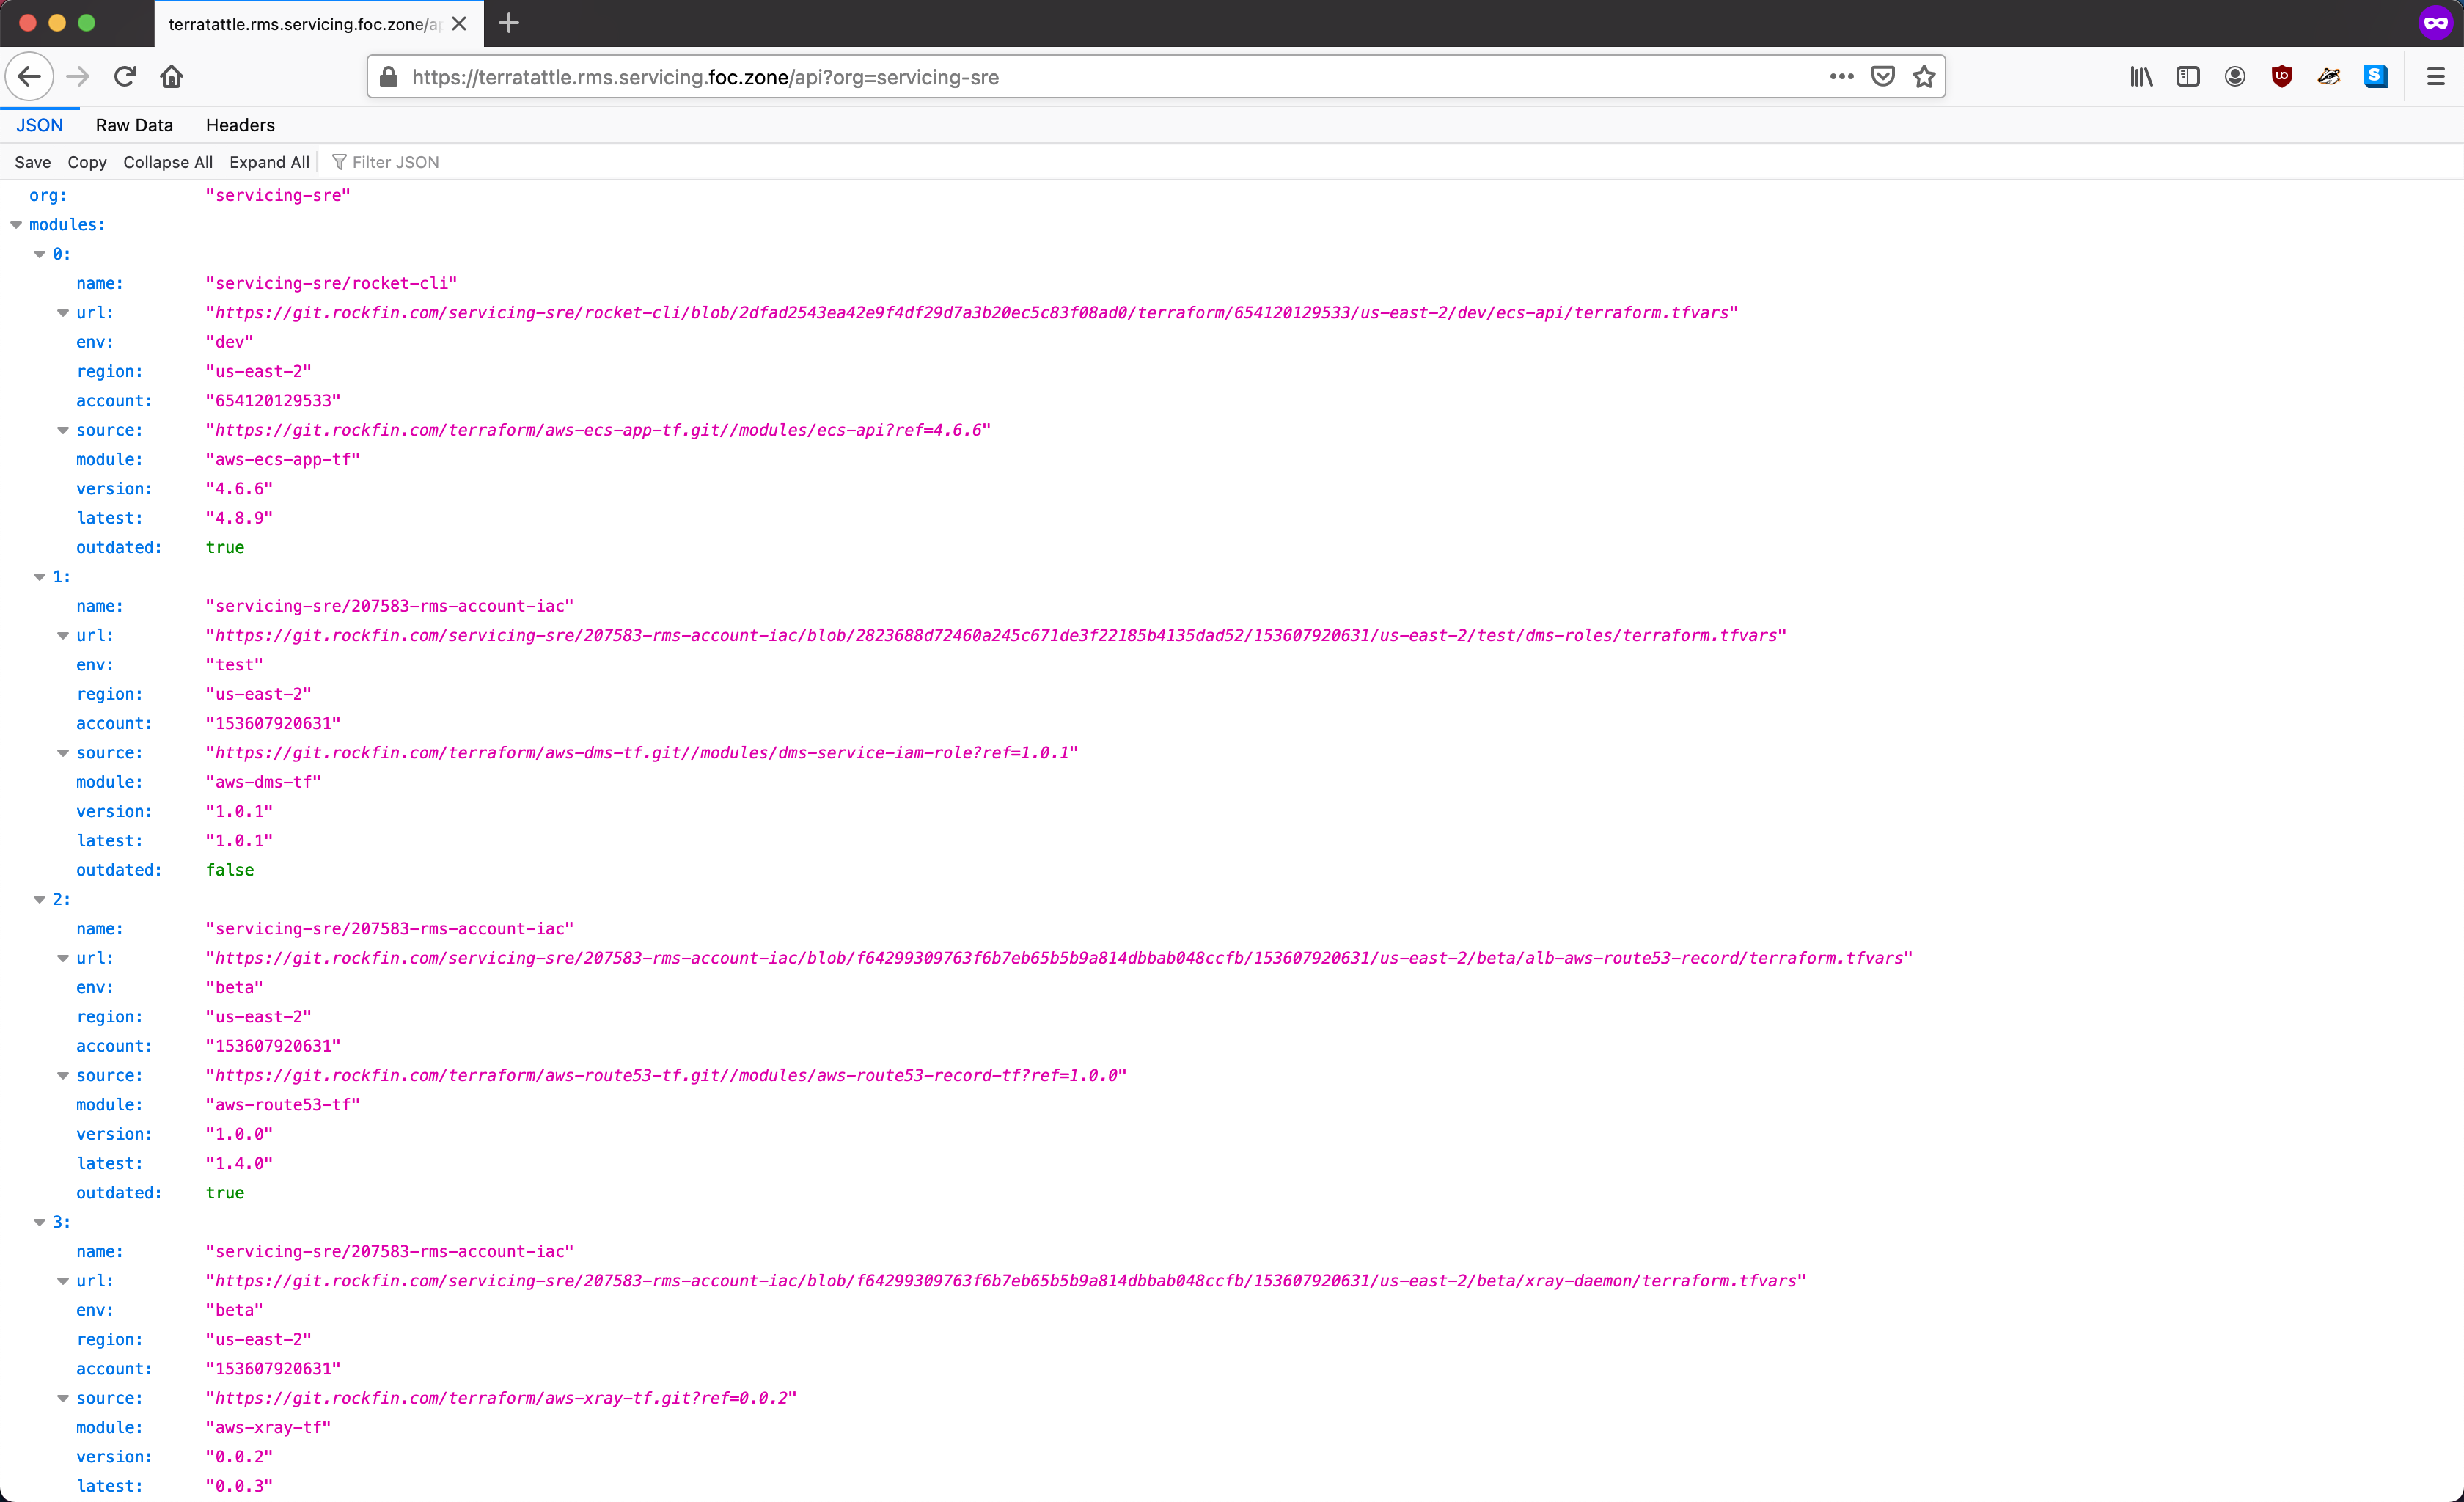 terratattle.rms.servicing.foc.zone/ap
https://terratattle.rms.servicing.foc.zone/api?org=servicing-sre
JSON Raw Data Headers
Save Copy Collapse All Expand All Filter JSON
org: "servicing-sre"
modules:
0:
name: "servicing-sre/rocket-cli"
url: "https://git.rockfin.com/servicing-sre/rocket-cli/blob/2dfad2543ea42e9f4df29d7a3b20ec5c83f08ad0/terraform/654120129533/us-east-2/dev/ecs-api/terraform.tfvars"
env: "dev"
region: "us-east-2"
account: "654120129533"
source: "https://git.rockfin.com/terraform/aws-ecs-app-tf.git//modules/ecs-api?ref=4.6.6"
module: "aws-ecs-app-tf"
version: "4.6.6"
latest: "4.8.9"
outdated: true
1:
name: "servicing-sre/207583-rms-account-iac"
url: "https://git.rockfin.com/servicing-sre/207583-rms-account-iac/blob/2823688d72460a245c671de3f22185b4135dad52/153607920631/us-east-2/test/dms-roles/terraform.tfvars"
env: "test"
region: "us-east-2"
account: "153607920631"
source: "https://git.rockfin.com/terraform/aws-dms-tf.git//modules/dms-service-iam-role?ref=1.0.1"
module: "aws-dms-tf"
version: "1.0.1"
latest: "1.0.1"
outdated: false
2:
name: "servicing-sre/207583-rms-account-iac"
url: "https://git.rockfin.com/servicing-sre/207583-rms-account-iac/blob/f64299309763f6b7eb65b5b9a814dbbab048ccfb/153607920631/us-east-2/beta/alb-aws-route53-record/terraform.tfvars"
env: "beta"
region: "us-east-2"
account: "153607920631"
source: "https://git.rockfin.com/terraform/aws-route53-tf.git//modules/aws-route53-record-tf?ref=1.0.0"
module: "aws-route53-tf"
version: "1.0.0"
latest: "1.4.0"
outdated: true
3:
name: "servicing-sre/207583-rms-account-iac"
url: "https://git.rockfin.com/servicing-sre/207583-rms-account-iac/blob/f64299309763f6b7eb65b5b9a814dbbab048ccfb/153607920631/us-east-2/beta/xray-daemon/terraform.tfvars"
env: "beta"
region: "us-east-2"
account: "153607920631"
source: "https://git.rockfin.com/terraform/aws-xray-tf.git?ref=0.0.2"
module: "aws-xray-tf"
version: "0.0.2"
latest: "0.0.3"